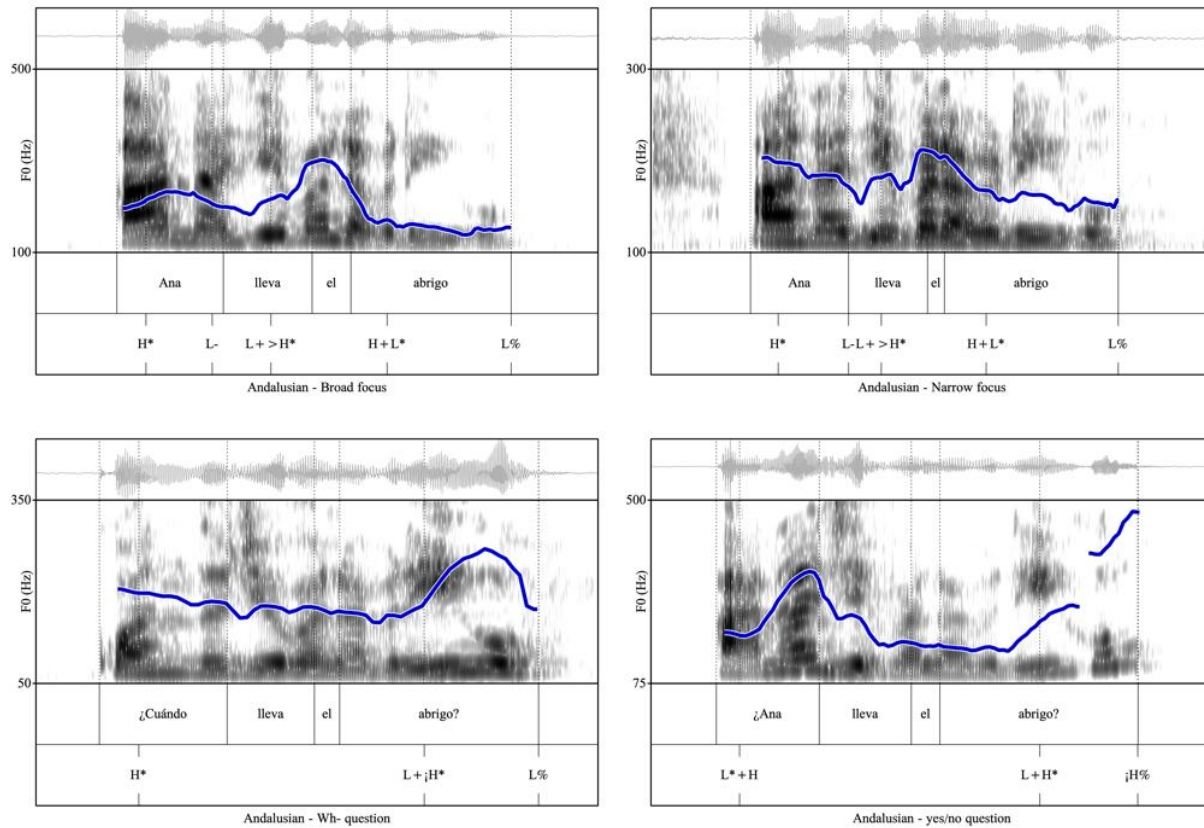 500
F0 (Hz)
100
Ana lleva el abrigo
H* L- L+>H* H+L* L%
Andalusian - Broad focus
300
F0 (Hz)
100
Ana lleva el abrigo
H* L-L+>H* H+L* L%
Andalusian - Narrow focus
350
F0 (Hz)
50
¿Cuándo lleva el abrigo?
H* L+¡H* L%
Andalusian - Wh- question
500
F0 (Hz)
75
¿Ana lleva el abrigo?
L*+H L+H* ¡H%
Andalusian - yes/no question